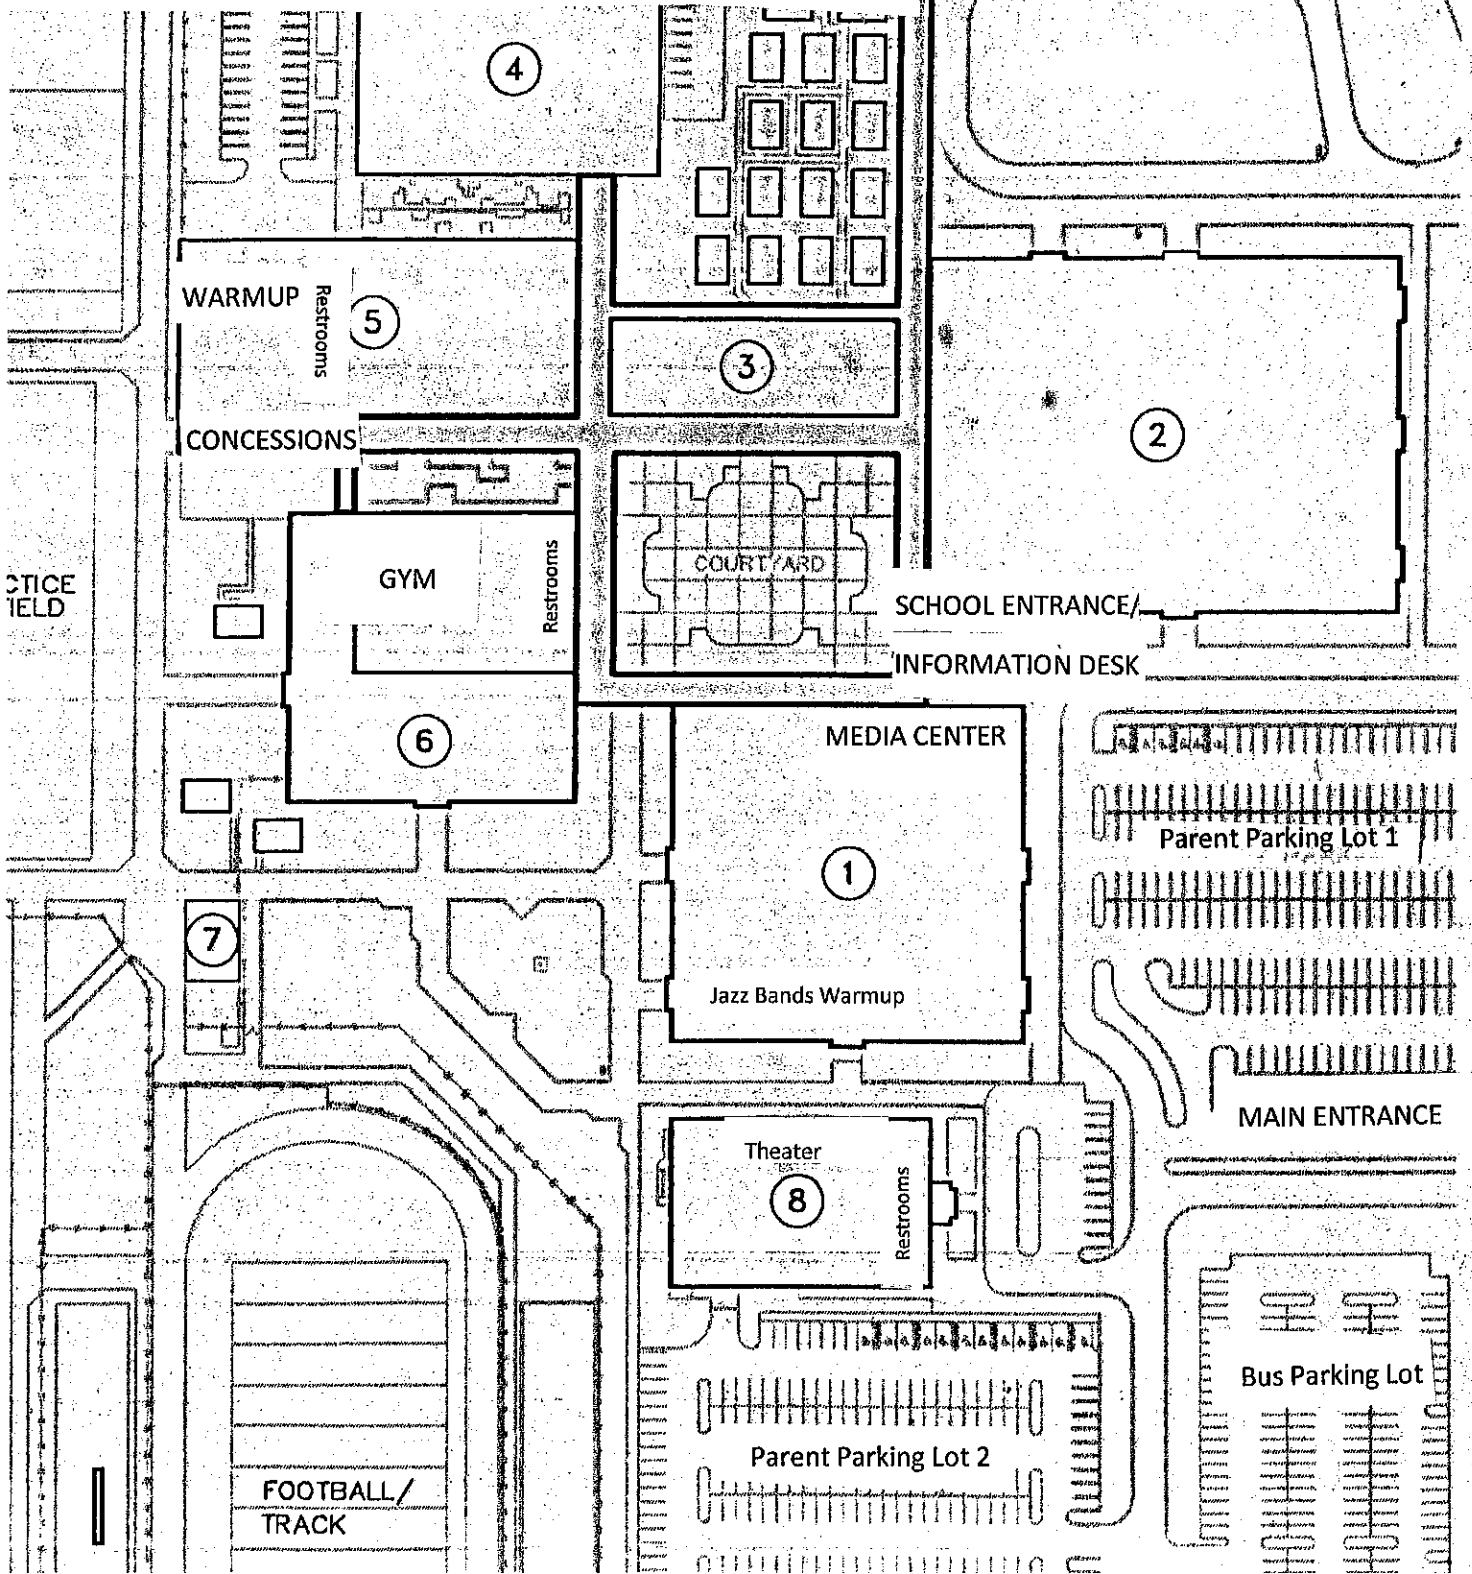 4
WARMUP
Restrooms
5
3
2
CONCESSIONS
GYM
Restrooms
COURTYARD
CTICE
IELD
SCHOOL ENTRANCE/
INFORMATION DESK
6
MEDIA CENTER
Parent Parking Lot 1
1
7
Jazz Bands Warmup
MAIN ENTRANCE
Theater
8
Restrooms
Bus Parking Lot
Parent Parking Lot 2
FOOTBALL/
TRACK